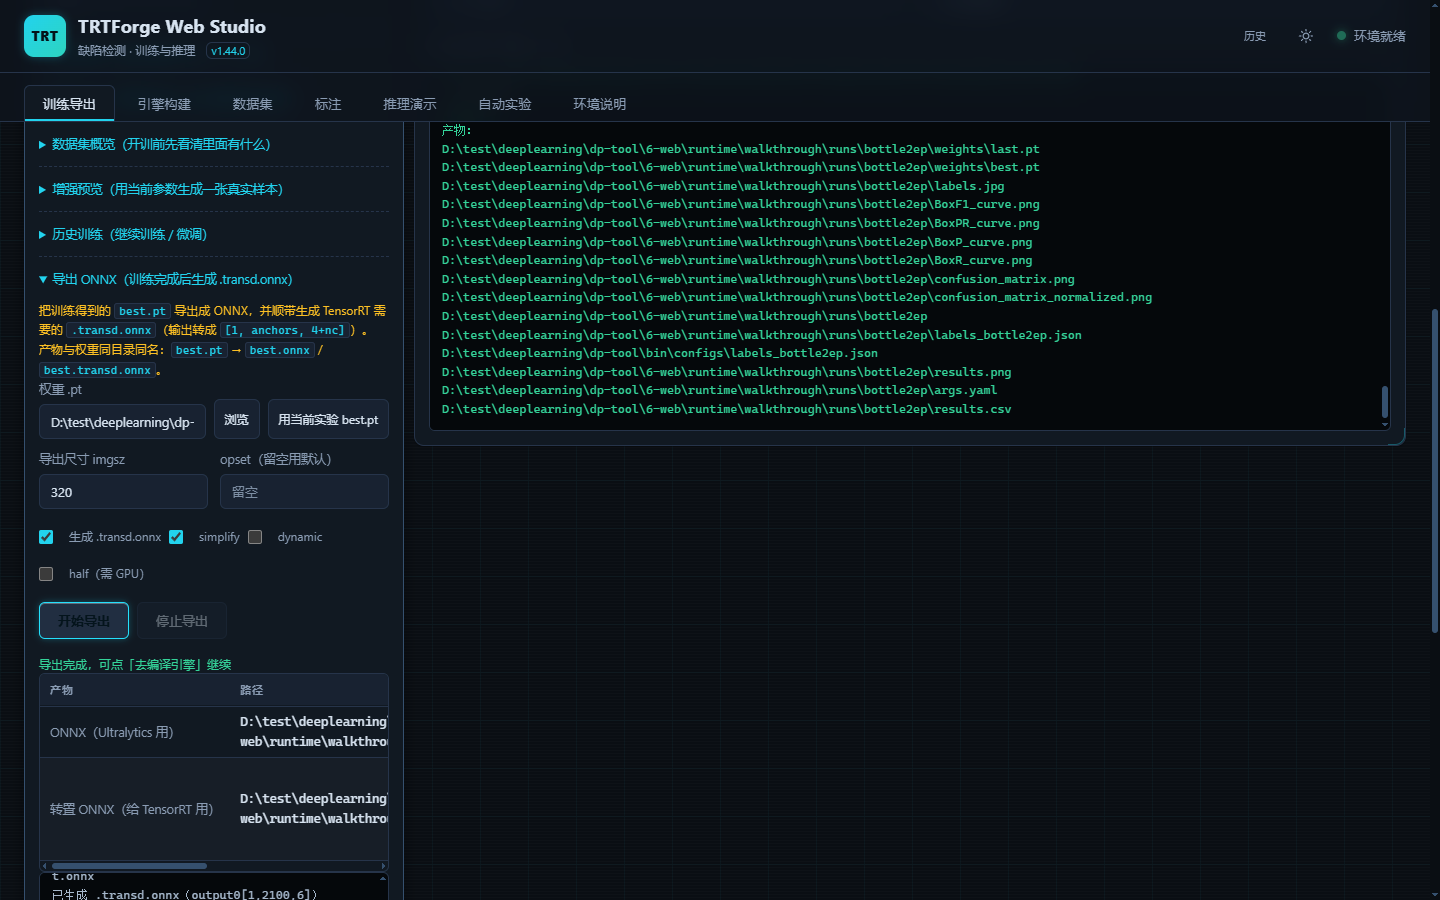 TRT
TRTForge Web Studio
缺陷检测 · 训练与推理 v1.44.0
历史
环境就绪
训练导出 引擎构建 数据集 标注 推理演示 自动实验 环境说明
▶ 数据集概览（开训前先看清里面有什么）
▶ 增强预览（用当前参数生成一张真实样本）
▶ 历史训练（继续训练 / 微调）
▼ 导出 ONNX（训练完成后生成 .transd.onnx）
把训练得到的 best.pt 导出成 ONNX，并顺带生成 TensorRT 需
要的 .transd.onnx （输出转成 [1, anchors, 4+nc] ）。
产物与权重同目录同名：best.pt → best.onnx /
best.transd.onnx 。
权重 .pt
D:\test\deeplearning\dp- 浏览 用当前实验 best.pt
导出尺寸 imgsz opset（留空用默认）
320 留空
生成 .transd.onnx simplify dynamic
half（需 GPU）
开始导出 停止导出
导出完成，可点「去编译引擎」继续
产物 路径
ONNX（Ultralytics 用） D:\test\deeplearning\
web\runtime\walkthrou
转置 ONNX（给 TensorRT 用） D:\test\deeplearning\
web\runtime\walkthrou
t.onnx
已生成 .transd.onnx（output0[1,2100,6]）
产物:
D:\test\deeplearning\dp-tool\6-web\runtime\walkthrough\runs\bottle2ep\weights\last.pt
D:\test\deeplearning\dp-tool\6-web\runtime\walkthrough\runs\bottle2ep\weights\best.pt
D:\test\deeplearning\dp-tool\6-web\runtime\walkthrough\runs\bottle2ep\labels.jpg
D:\test\deeplearning\dp-tool\6-web\runtime\walkthrough\runs\bottle2ep\BoxF1_curve.png
D:\test\deeplearning\dp-tool\6-web\runtime\walkthrough\runs\bottle2ep\BoxPR_curve.png
D:\test\deeplearning\dp-tool\6-web\runtime\walkthrough\runs\bottle2ep\BoxP_curve.png
D:\test\deeplearning\dp-tool\6-web\runtime\walkthrough\runs\bottle2ep\BoxR_curve.png
D:\test\deeplearning\dp-tool\6-web\runtime\walkthrough\runs\bottle2ep\confusion_matrix.png
D:\test\deeplearning\dp-tool\6-web\runtime\walkthrough\runs\bottle2ep\confusion_matrix_normalized.png
D:\test\deeplearning\dp-tool\6-web\runtime\walkthrough\runs\bottle2ep
D:\test\deeplearning\dp-tool\6-web\runtime\walkthrough\runs\bottle2ep\labels_bottle2ep.json
D:\test\deeplearning\dp-tool\bin\configs\labels_bottle2ep.json
D:\test\deeplearning\dp-tool\6-web\runtime\walkthrough\runs\bottle2ep\results.png
D:\test\deeplearning\dp-tool\6-web\runtime\walkthrough\runs\bottle2ep\args.yaml
D:\test\deeplearning\dp-tool\6-web\runtime\walkthrough\runs\bottle2ep\results.csv